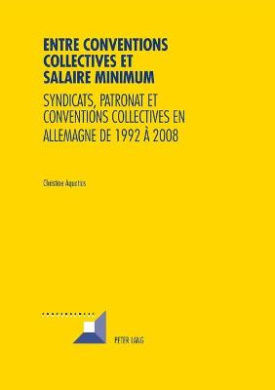 ENTRE CONVENTIONS
COLLECTIVES ET
SALAIRE MINIMUM
SYNDICATS, PATRONAT ET
CONVENTIONS COLLECTIVES EN
ALLEMAGNE DE 1992 À 2008
Christine Aquatias
CONVERGENCES
PETER LANG